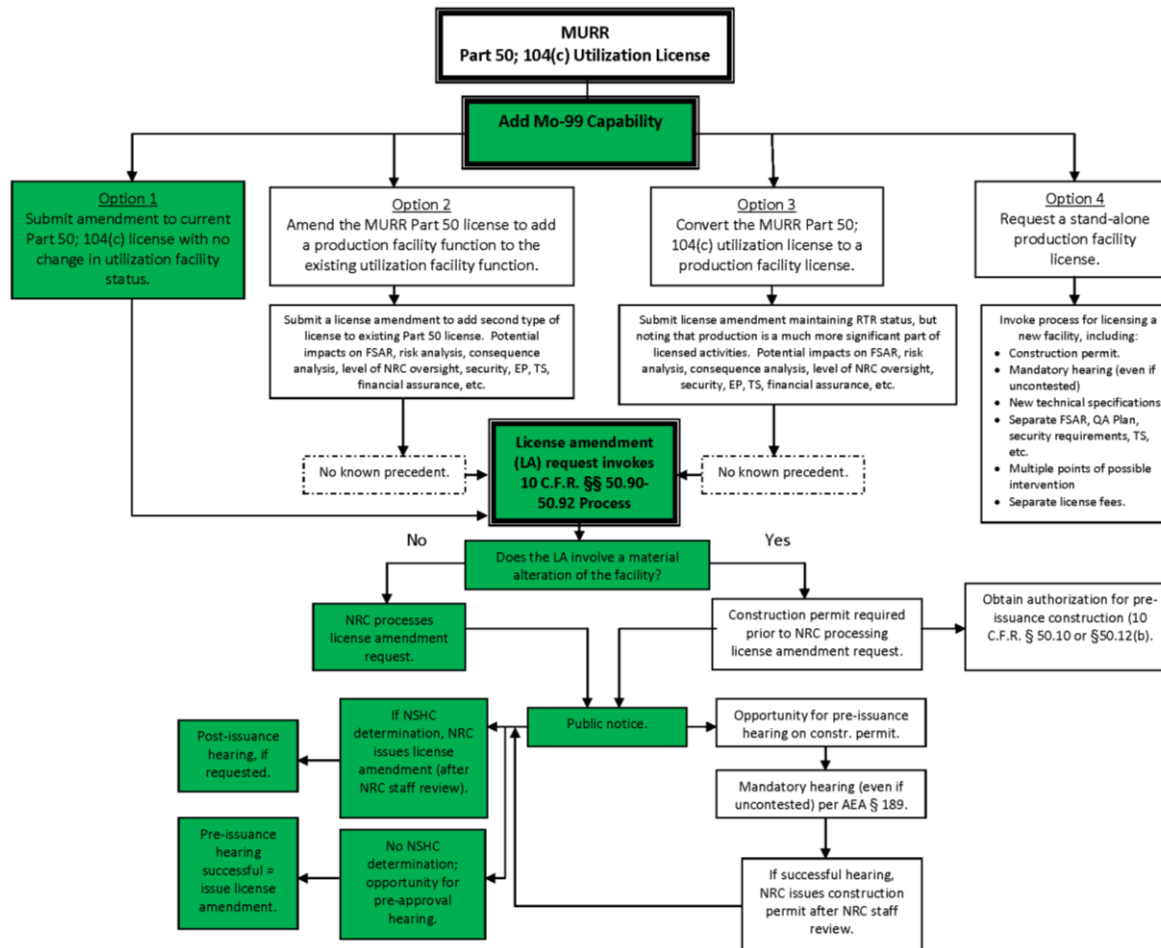 MURR
Part 50; 104(c) Utilization License
Add Mo-99 Capability
Option 1
Submit amendment to current
Part 50; 104(c) license with no
change in utilization facility
status.
Option 2
Amend the MURR Part 50 license to add
a production facility function to the
existing utilization facility function.
Option 3
Convert the MURR Part 50;
104(c) utilization license to a
production facility license.
Option 4
Request a stand-alone
production facility
license.
Submit a license amendment to add second type of
license to existing Part 50 license. Potential
impacts on FSAR, risk analysis, consequence
analysis, level of NRC oversight, security, EP, TS,
financial assurance, etc.
Submit license amendment maintaining RTR status, but
noting that production is a much more significant part of
licensed activities. Potential impacts on FSAR, risk
analysis, consequence analysis, level of NRC oversight,
security, EP, TS, financial assurance, etc.
Invoke process for licensing a
new facility, including:
• Construction permit.
• Mandatory hearing (even if
uncontested)
• New technical specifications
• Separate FSAR, QA Plan,
security requirements, TS,
etc.
• Multiple points of possible
intervention
• Separate license fees.
No known precedent.
License amendment
(LA) request invokes
10 C.F.R. §§ 50.90-
50.92 Process
No known precedent.
No
Does the LA involve a material
alteration of the facility?
Yes
NRC processes
license amendment
request.
Construction permit required
prior to NRC processing
license amendment request.
Obtain authorization for pre-
issuance construction (10
C.F.R. § 50.10 or §50.12(b).
Public notice.
If NSHC
determination, NRC
issues license
amendment (after
NRC staff review).
Post-issuance
hearing, if
requested.
Opportunity for pre-issuance
hearing on constr. permit.
Mandatory hearing (even if
uncontested) per AEA § 189.
Pre-issuance
hearing
successful =
issue license
amendment.
No NSHC
determination;
opportunity for
pre-approval
hearing.
If successful hearing,
NRC issues construction
permit after NRC staff
review.